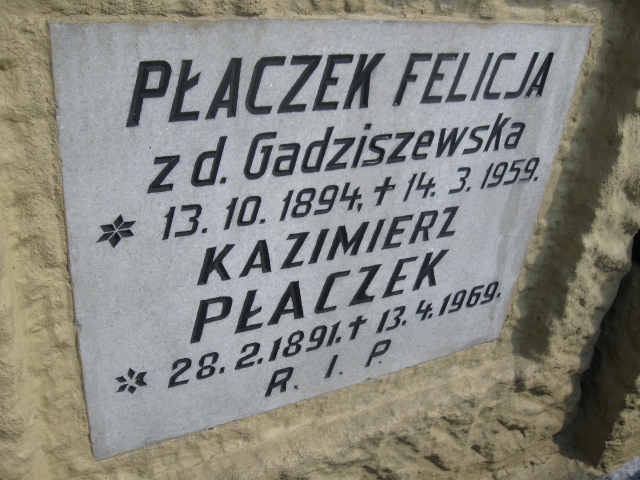 PŁACZEK FELICJA
z d. Gadziszewska
* 13. 10. 1894, † 14. 3. 1959.
KAZIMIERZ
PŁACZEK
* 28. 2. 1891. † 13. 4. 1969.
R. I. P.